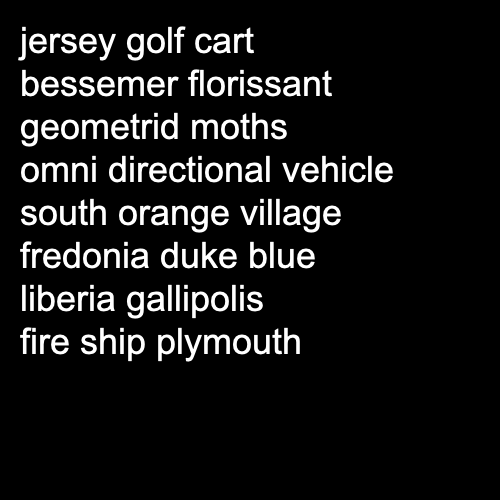 jersey golf cart
bessemer florissant
geometrid moths
omni directional vehicle
south orange village
fredonia duke blue
liberia gallipolis
fire ship plymouth